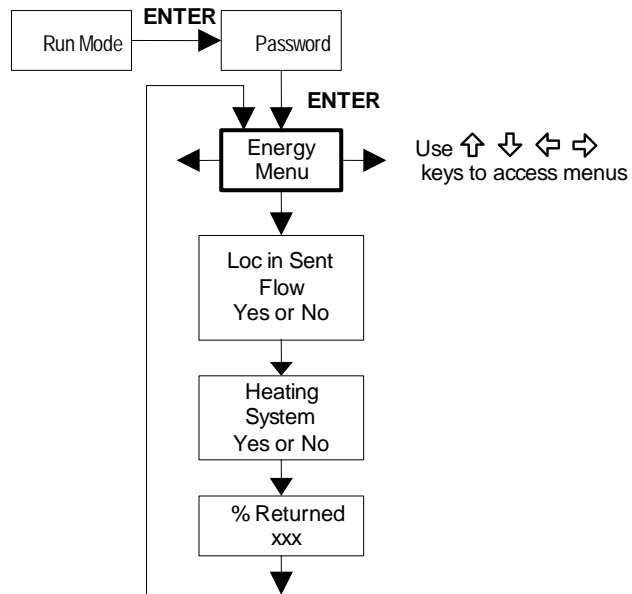 ENTER
Run Mode
Password
ENTER
Energy
Menu
Use ⇧ ⇩ ⇦ ⇨
keys to access menus
Loc in Sent
Flow
Yes or No
Heating
System
Yes or No
% Returned
xxx